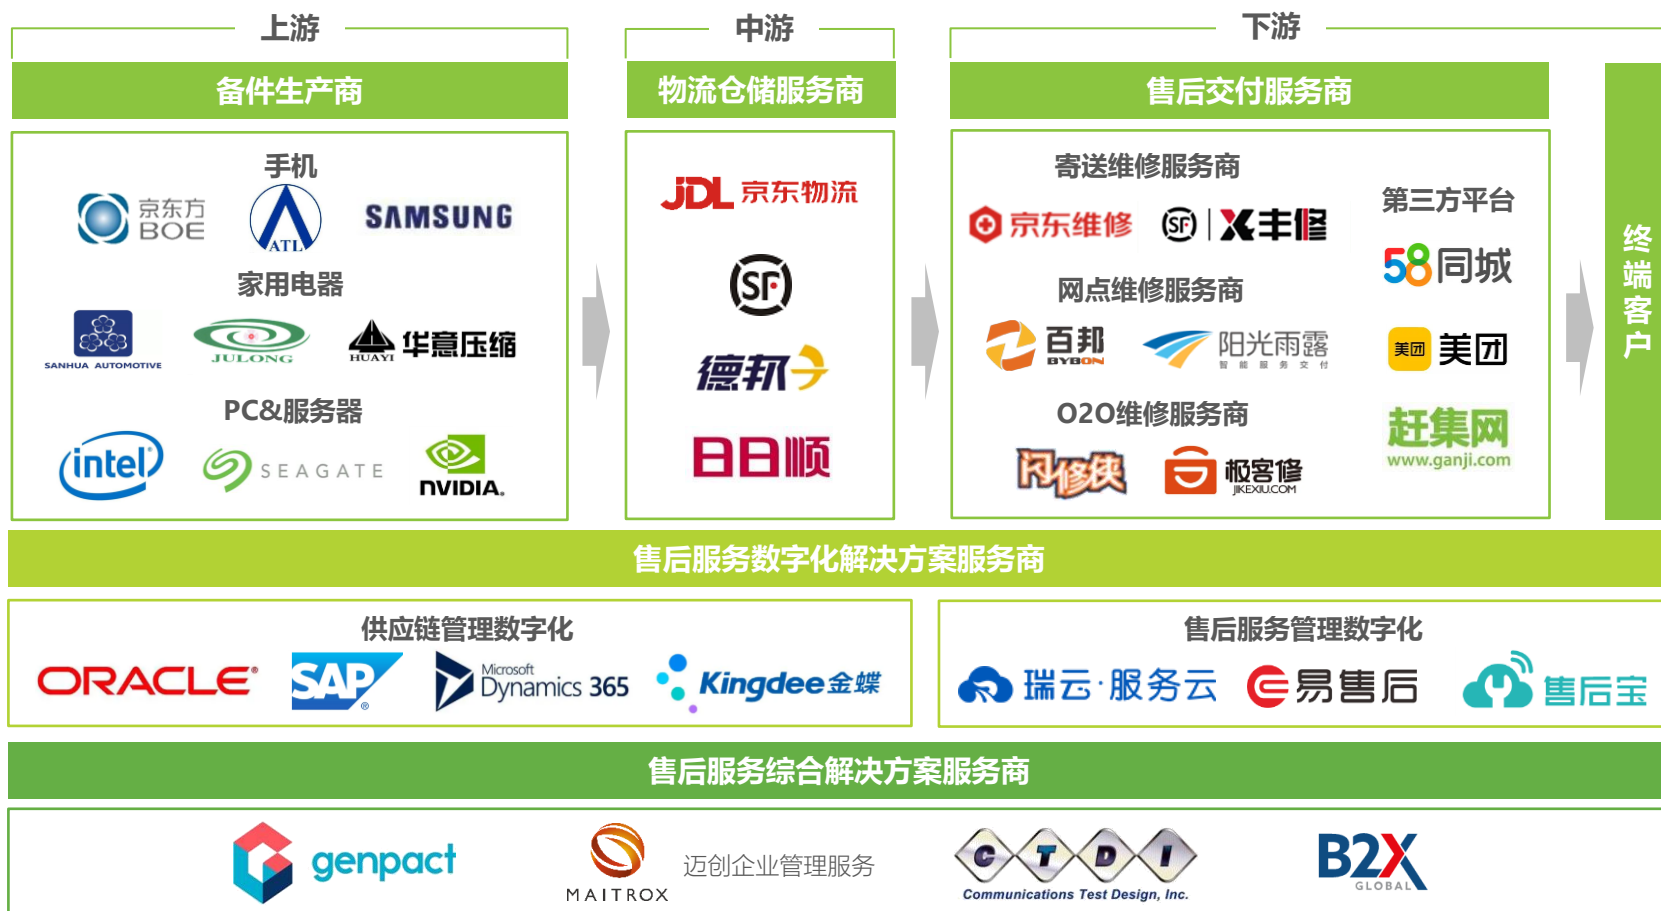 上游
中游
下游
备件生产商
物流仓储服务商
售后交付服务商
终端客户
手机
京东方
BOE
ATL
SAMSUNG
家用电器
SANHUA AUTOMOTIVE
JULONG
HUAYI
华意压缩
PC&服务器
intel
SEAGATE
NVIDIA.
JDL 京东物流
SF
德邦
日日顺
寄送维修服务商
京东维修
SF 丰修
网点维修服务商
百邦
BYBON
阳光雨露
智能服务交付
O2O维修服务商
闪修侠
极客修
JIKEXIU.COM
第三方平台
58同城
美团 美团
赶集网
www.ganji.com
售后服务数字化解决方案服务商
供应链管理数字化
ORACLE®
SAP®
Microsoft
Dynamics 365
Kingdee金蝶
售后服务管理数字化
瑞云·服务云
易售后
售后宝
售后服务综合解决方案服务商
genpact
MAITROX
迈创企业管理服务
CTDI
Communications Test Design, Inc.
B2X
GLOBAL